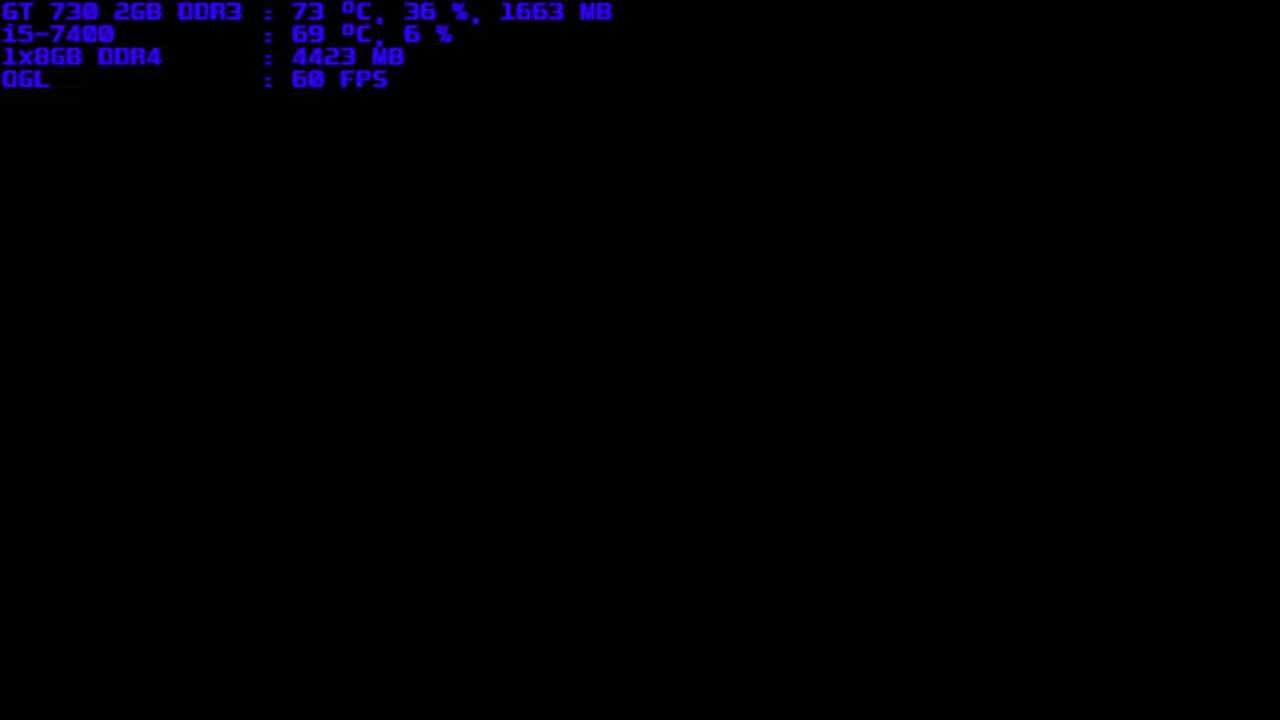 GT 730 2GB DDR3 : 73 ºC, 36 %, 1663 MB
i5-7400 : 69 ºC, 6 %
1x8GB DDR4 : 4423 MB
OGL : 60 FPS